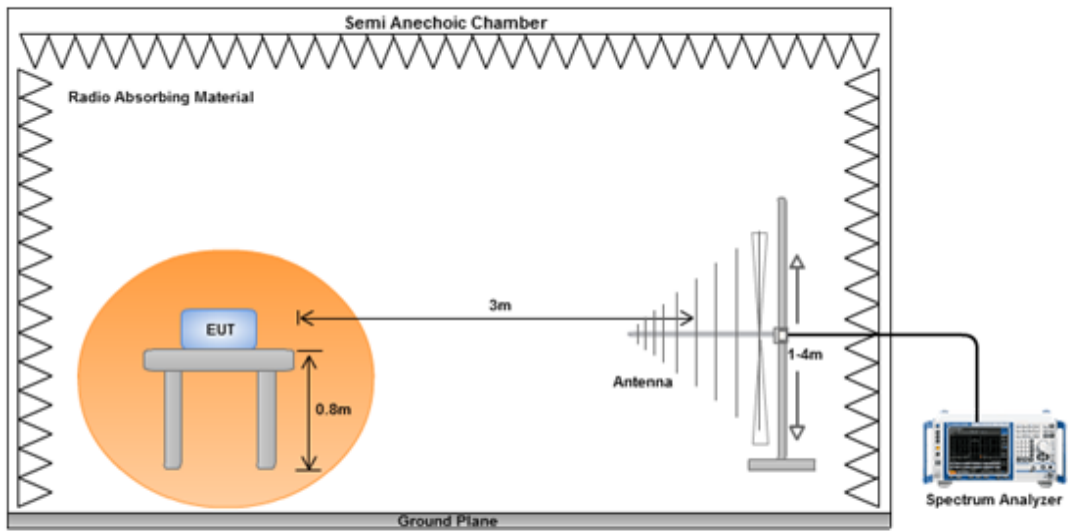 Semi Anechoic Chamber
Radio Absorbing Material
3m
EUT
1-4m
Antenna
0.8m
Spectrum Analyzer
Ground Plane